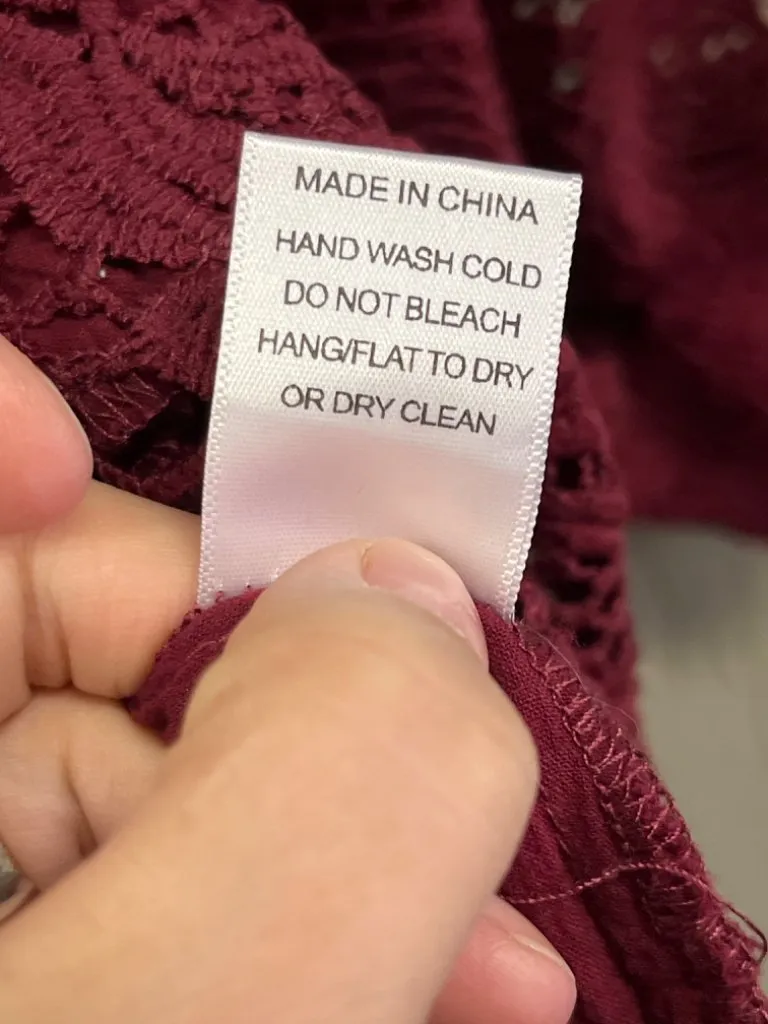 MADE IN CHINA
HAND WASH COLD
DO NOT BLEACH
HANG/FLAT TO DRY
OR DRY CLEAN